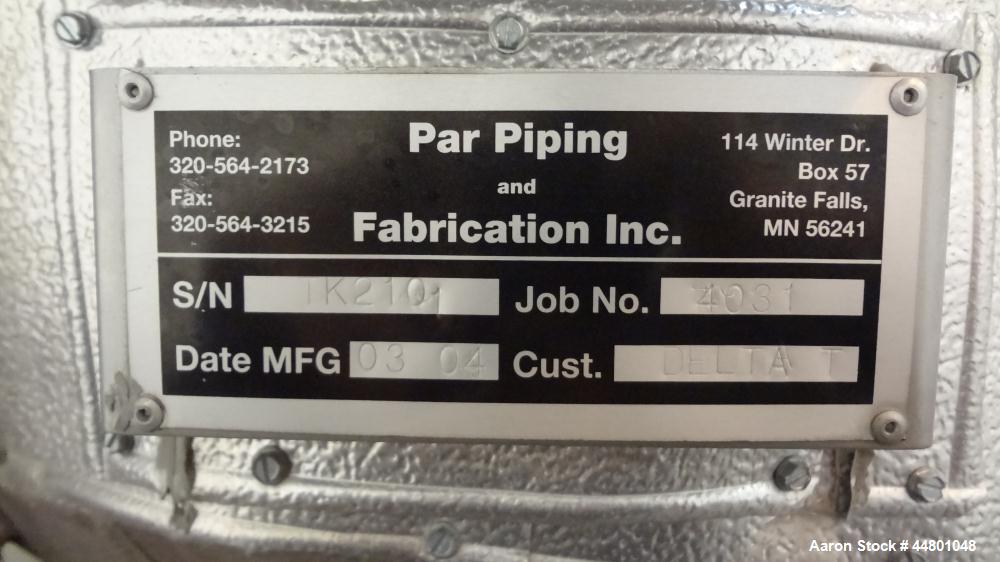 Phone:
320-564-2173
Fax:
320-564-3215
Par Piping
and
Fabrication Inc.
114 Winter Dr.
Box 57
Granite Falls,
MN 56241
S/N
Job No. 4031
Date MFG 03 04
Cust. DELTA T
Aaron Stock # 44801048